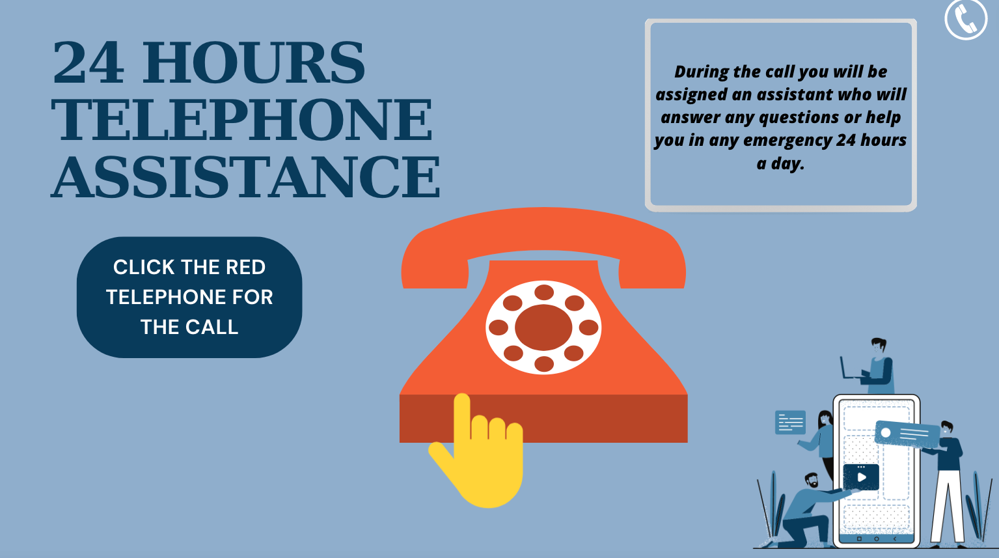 24 HOURS
TELEPHONE
ASSISTANCE
During the call you will be
assigned an assistant who will
answer any questions or help
you in any emergency 24 hours
a day.
CLICK THE RED
TELEPHONE FOR
THE CALL